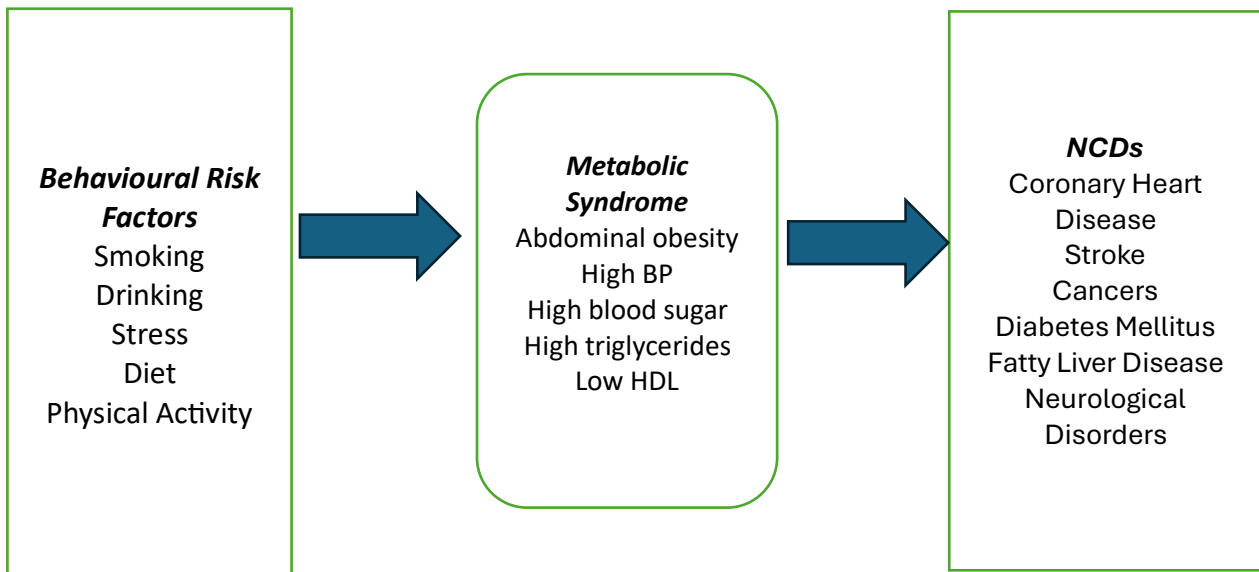 Behavioural Risk
Factors
Smoking
Drinking
Stress
Diet
Physical Activity
Metabolic
Syndrome
Abdominal obesity
High BP
High blood sugar
High triglycerides
Low HDL
NCDs
Coronary Heart
Disease
Stroke
Cancers
Diabetes Mellitus
Fatty Liver Disease
Neurological
Disorders